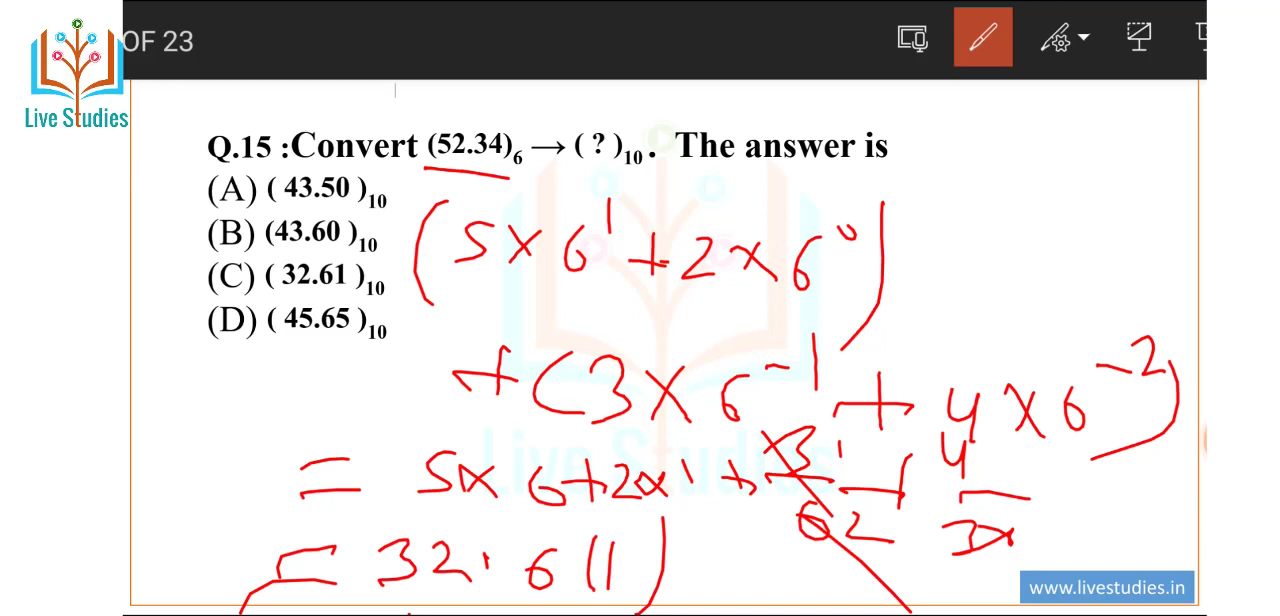 OF 23
Live Studies
Q.15 :Convert (52.34)₆ → ( ? )₁₀ . The answer is
(A) ( 43.50 )₁₀
(B) (43.60 )₁₀
(C) ( 32.61 )₁₀
(D) ( 45.65 )₁₀
(5 × 6¹ + 2 × 6⁰)
+ (3 × 6⁻¹ + 4 × 6⁻²)
= 5 × 6 + 2 × 1 +
= 32.611
www.livestudies.in